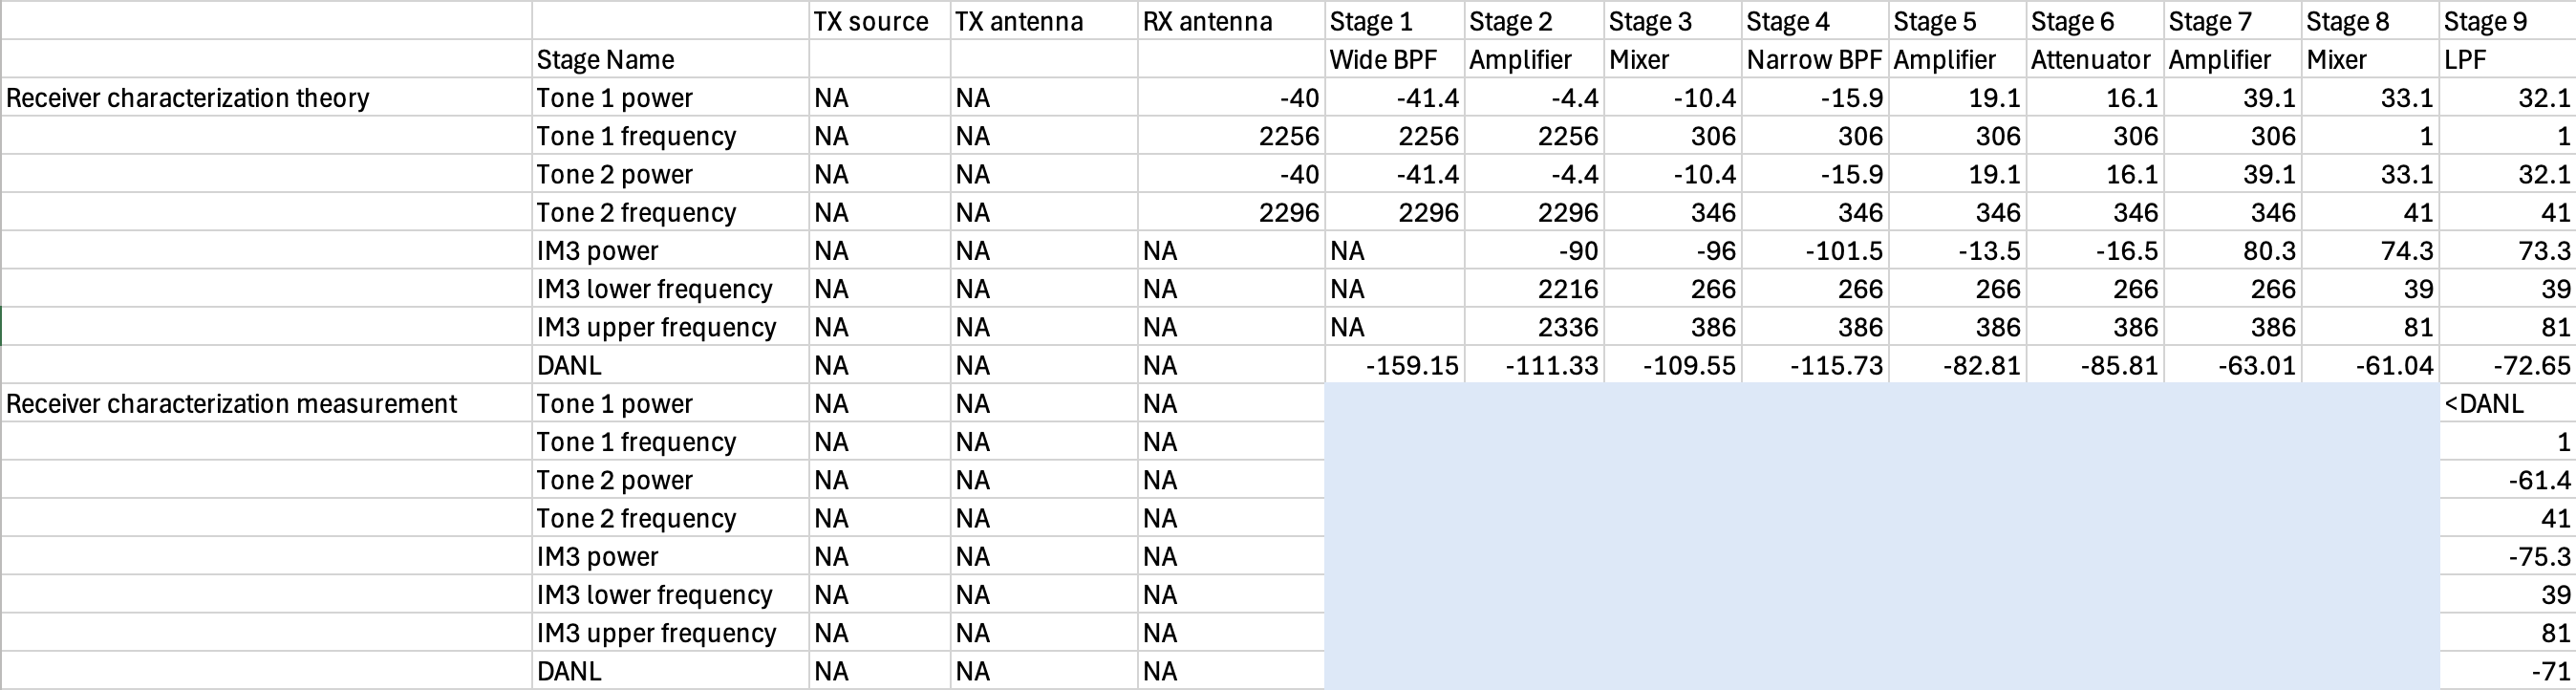 TX source TX antenna RX antenna Stage 1 Stage 2 Stage 3 Stage 4 Stage 5 Stage 6 Stage 7 Stage 8 Stage 9
Stage Name Wide BPF Amplifier Mixer Narrow BPF Amplifier Attenuator Amplifier Mixer LPF
Receiver characterization theory Tone 1 power NA NA -40 -41.4 -4.4 -10.4 -15.9 19.1 16.1 39.1 33.1 32.1
Tone 1 frequency NA NA 2256 2256 2256 306 306 306 306 306 1 1
Tone 2 power NA NA -40 -41.4 -4.4 -10.4 -15.9 19.1 16.1 39.1 33.1 32.1
Tone 2 frequency NA NA 2296 2296 2296 346 346 346 346 346 41 41
IM3 power NA NA NA NA -90 -96 -101.5 -13.5 -16.5 80.3 74.3 73.3
IM3 lower frequency NA NA NA NA 2216 266 266 266 266 266 39 39
IM3 upper frequency NA NA NA NA 2336 386 386 386 386 386 81 81
DANL NA NA NA -159.15 -111.33 -109.55 -115.73 -82.81 -85.81 -63.01 -61.04 -72.65
Receiver characterization measurement Tone 1 power NA NA NA <DANL
Tone 1 frequency NA NA NA 1
Tone 2 power NA NA NA -61.4
Tone 2 frequency NA NA NA 41
IM3 power NA NA NA -75.3
IM3 lower frequency NA NA NA 39
IM3 upper frequency NA NA NA 81
DANL NA NA NA -71